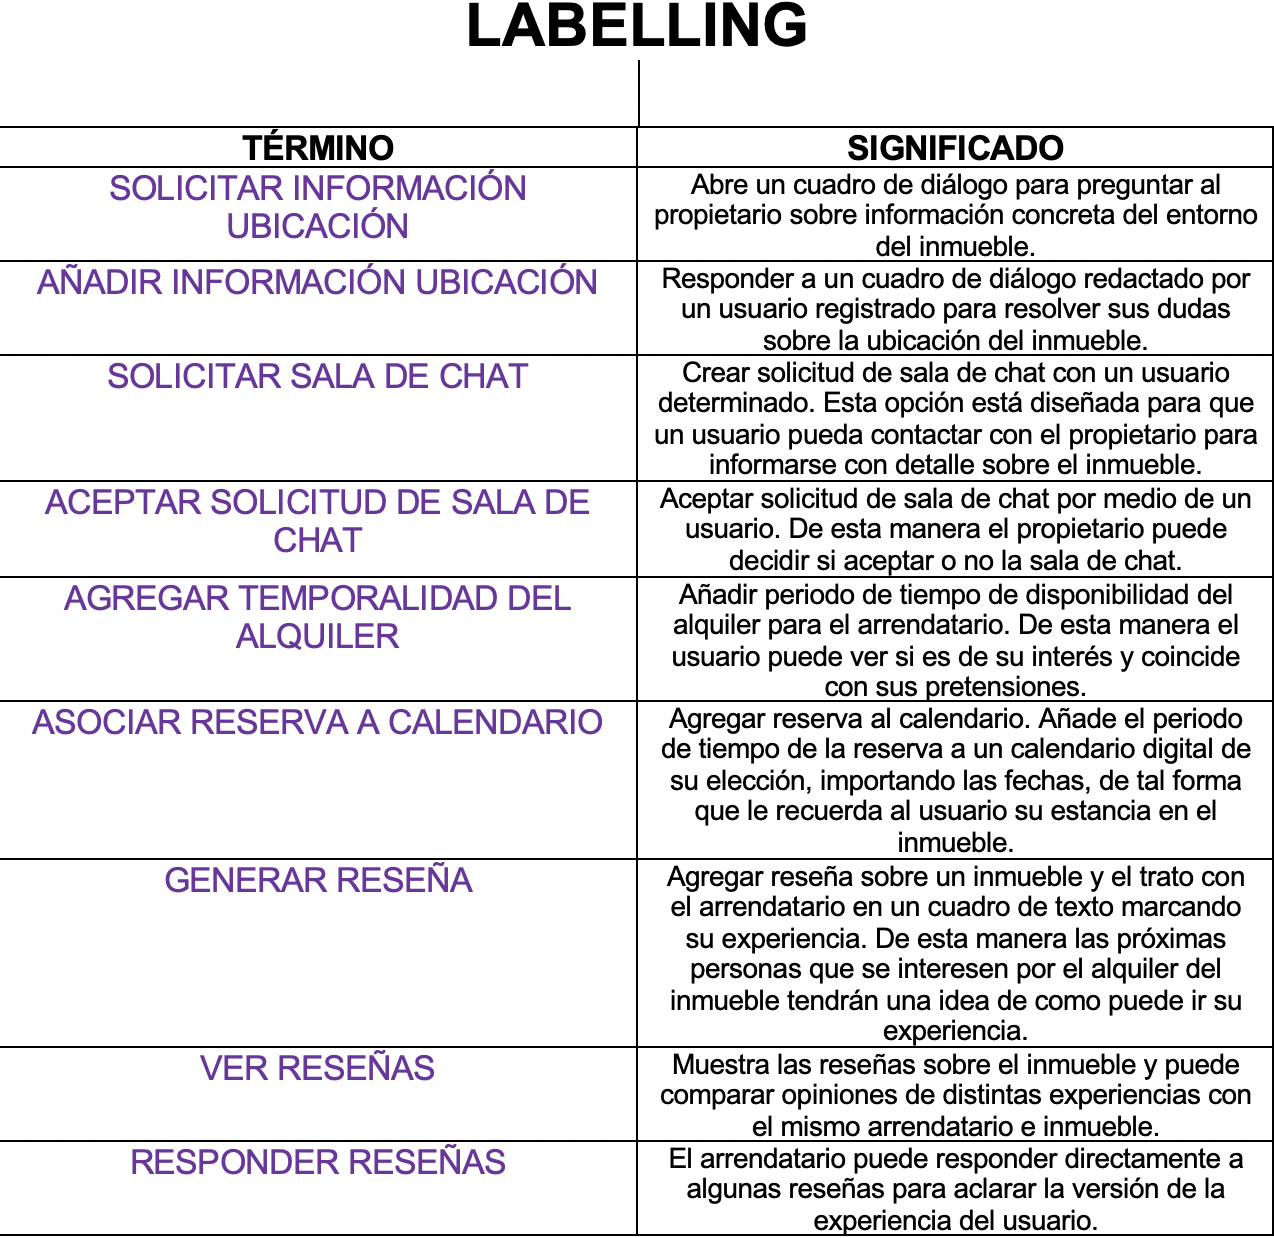 LABELLING
TÉRMINO
SIGNIFICADO
SOLICITAR INFORMACIÓN
UBICACIÓN
Abre un cuadro de diálogo para preguntar al
propietario sobre información concreta del entorno
del inmueble.
AÑADIR INFORMACIÓN UBICACIÓN
Responder a un cuadro de diálogo redactado por
un usuario registrado para resolver sus dudas
sobre la ubicación del inmueble.
SOLICITAR SALA DE CHAT
Crear solicitud de sala de chat con un usuario
determinado. Esta opción está diseñada para que
un usuario pueda contactar con el propietario para
informarse con detalle sobre el inmueble.
ACEPTAR SOLICITUD DE SALA DE
CHAT
Aceptar solicitud de sala de chat por medio de un
usuario. De esta manera el propietario puede
decidir si aceptar o no la sala de chat.
AGREGAR TEMPORALIDAD DEL
ALQUILER
Añadir periodo de tiempo de disponibilidad del
alquiler para el arrendatario. De esta manera el
usuario puede ver si es de su interés y coincide
con sus pretensiones.
ASOCIAR RESERVA A CALENDARIO
Agregar reserva al calendario. Añade el periodo
de tiempo de la reserva a un calendario digital de
su elección, importando las fechas, de tal forma
que le recuerda al usuario su estancia en el
inmueble.
GENERAR RESEÑA
Agregar reseña sobre un inmueble y el trato con
el arrendatario en un cuadro de texto marcando
su experiencia. De esta manera las próximas
personas que se interesen por el alquiler del
inmueble tendrán una idea de como puede ir su
experiencia.
VER RESEÑAS
Muestra las reseñas sobre el inmueble y puede
comparar opiniones de distintas experiencias con
el mismo arrendatario e inmueble.
RESPONDER RESEÑAS
El arrendatario puede responder directamente a
algunas reseñas para aclarar la versión de la
experiencia del usuario.